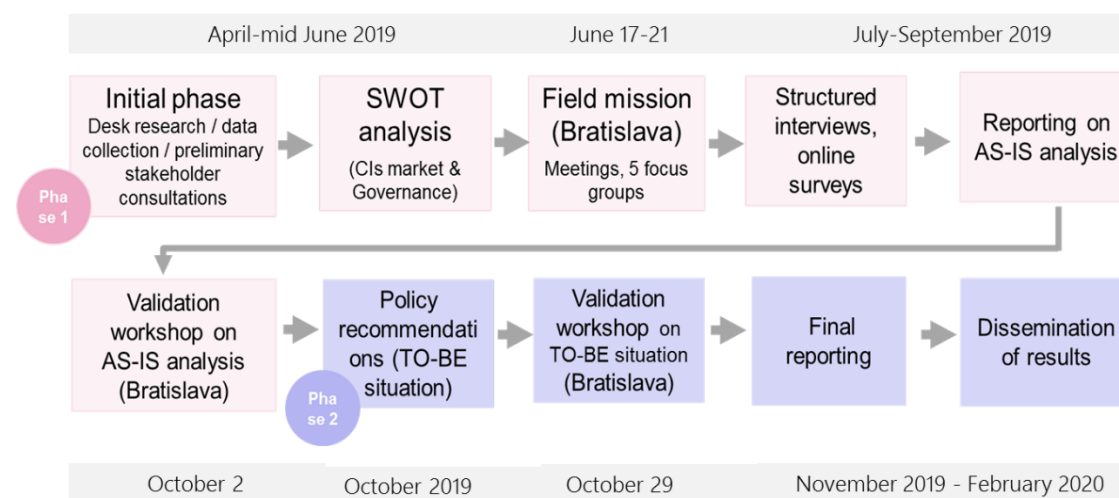 April-mid June 2019
June 17-21
July-September 2019
Initial phase
Desk research / data
collection / preliminary
stakeholder
consultations
SWOT
analysis
(CIs market &
Governance)
Field mission
(Bratislava)
Meetings, 5 focus
groups
Structured
interviews,
online
surveys
Reporting on
AS-IS analysis
Pha
se 1
Validation
workshop on
AS-IS analysis
(Bratislava)
Policy
recommendati
ons (TO-BE
situation)
Validation
workshop on
TO-BE situation
(Bratislava)
Final
reporting
Dissemination
of results
Pha
se 2
October 2
October 2019
October 29
November 2019 - February 2020